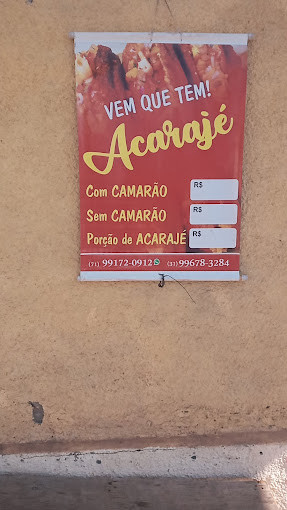 VEM QUE TEM!
Acarajé
Com CAMARÃO R$
Sem CAMARÃO R$
Porção de ACARAJÉ R$
(71) 99172-0912 (31)99678-3284